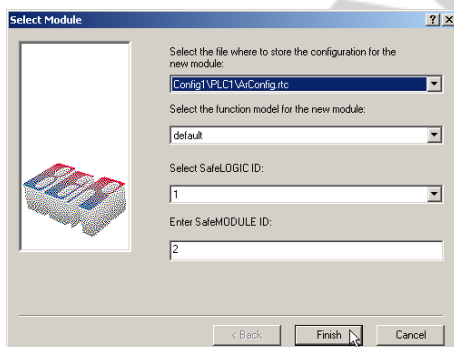 Select Module
Select the file where to store the configuration for the
new module:
Config1\PLC1\ArConfig.rtc
Select the function model for the new module:
default
Select SafeLOGIC ID:
1
Enter SafeMODULE ID:
2
< Back
Finish
Cancel